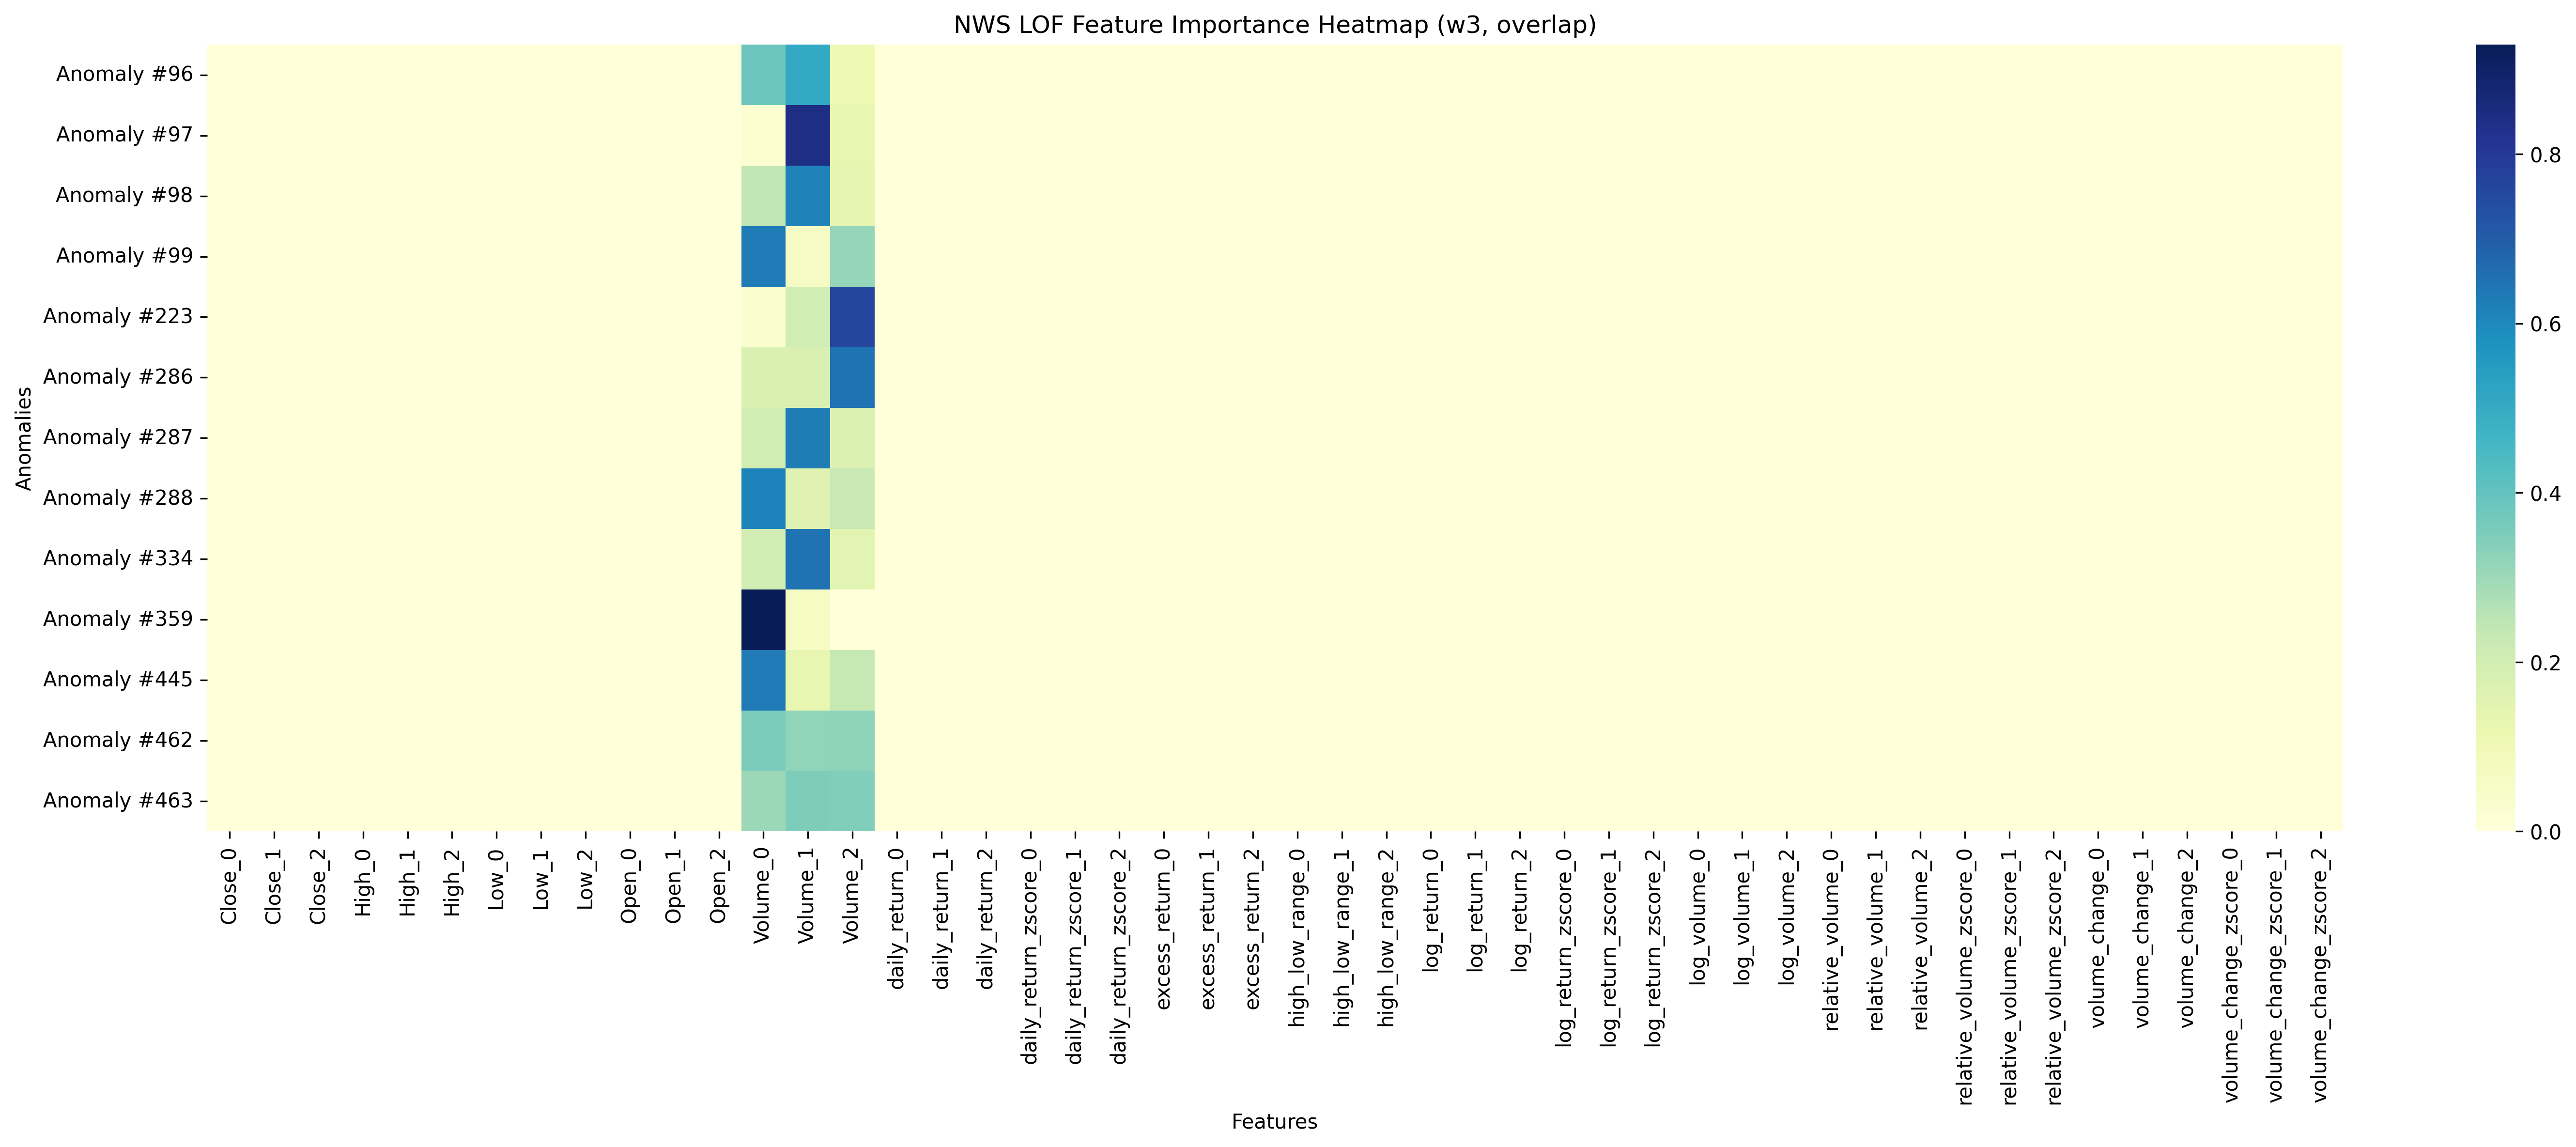 NWS LOF Feature Importance Heatmap (w3, overlap)
Anomalies
Anomaly #96
Anomaly #97
Anomaly #98
Anomaly #99
Anomaly #223
Anomaly #286
Anomaly #287
Anomaly #288
Anomaly #334
Anomaly #359
Anomaly #445
Anomaly #462
Anomaly #463
0.8
0.6
0.4
0.2
0.0
Close_0
Close_1
Close_2
High_0
High_1
High_2
Low_0
Low_1
Low_2
Open_0
Open_1
Open_2
Volume_0
Volume_1
Volume_2
daily_return_0
daily_return_1
daily_return_2
daily_return_zscore_0
daily_return_zscore_1
daily_return_zscore_2
excess_return_0
excess_return_1
excess_return_2
high_low_range_0
high_low_range_1
high_low_range_2
log_return_0
log_return_1
log_return_2
log_return_zscore_0
log_return_zscore_1
log_return_zscore_2
log_volume_0
log_volume_1
log_volume_2
relative_volume_0
relative_volume_1
relative_volume_2
relative_volume_zscore_0
relative_volume_zscore_1
relative_volume_zscore_2
volume_change_0
volume_change_1
volume_change_2
volume_change_zscore_0
volume_change_zscore_1
volume_change_zscore_2
Features